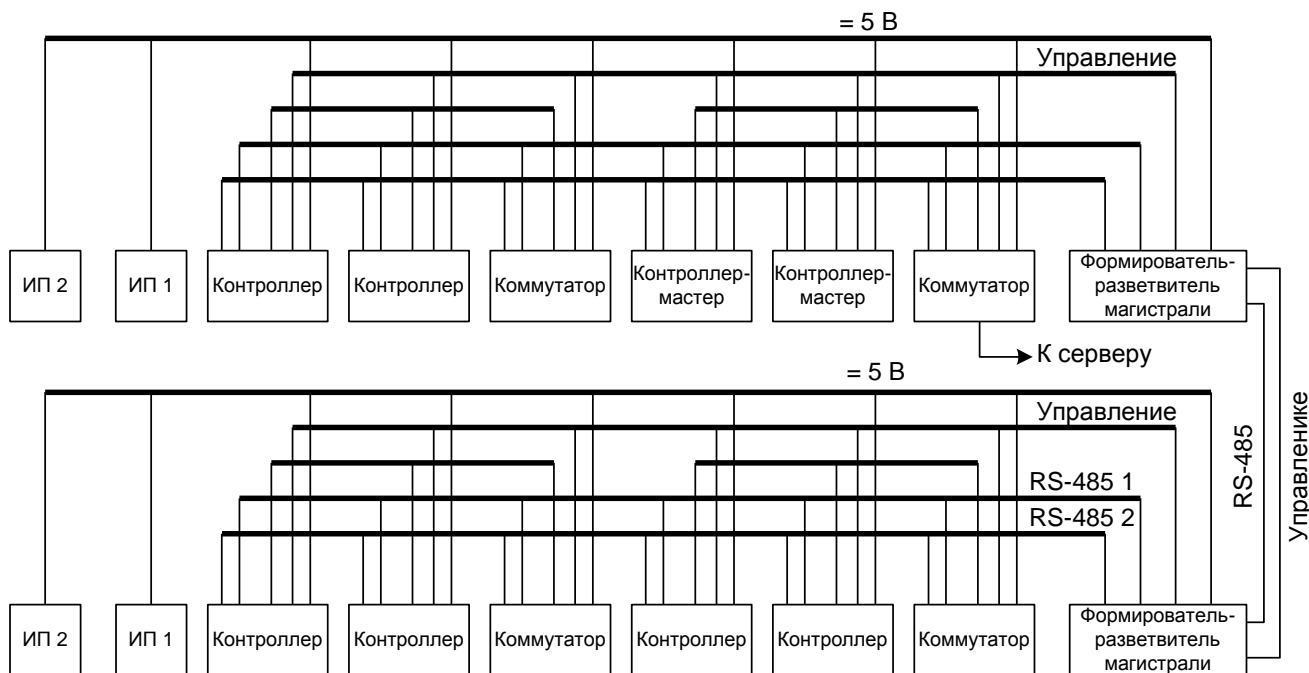 = 5 В
Управление
ИП 2
ИП 1
Контроллер
Контроллер
Коммутатор
Контроллер-
мастер
Контроллер-
мастер
Коммутатор
Формирователь-
разветвитель
магистрали
К серверу
= 5 В
Управление
RS-485 1
RS-485 2
RS-485
Управленике
ИП 2
ИП 1
Контроллер
Контроллер
Коммутатор
Контроллер
Контроллер
Коммутатор
Формирователь-
разветвитель
магистрали